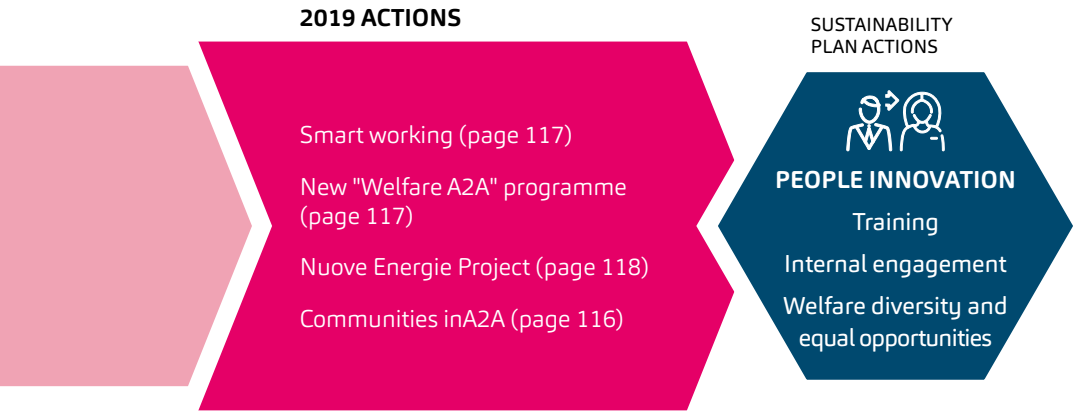 2019 ACTIONS
Smart working (page 117)
New "Welfare A2A" programme
(page 117)
Nuove Energie Project (page 118)
Communities inA2A (page 116)
SUSTAINABILITY
PLAN ACTIONS
PEOPLE INNOVATION
Training
Internal engagement
Welfare diversity and
equal opportunities